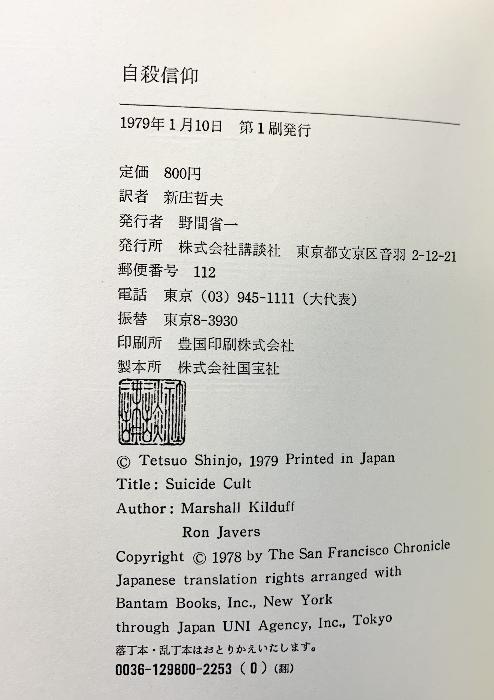 自殺信仰
1979年1月10日　第1刷発行
定価　800円
訳者　新庄哲夫
発行者　野間省一
発行所　株式会社講談社　東京都文京区音羽 2-12-21
郵便番号　112
電話　東京（03）945-1111（大代表）
振替　東京8-3930
印刷所　豊国印刷株式会社
製本所　株式会社国宝社
© Tetsuo Shinjo, 1979 Printed in Japan
Title: Suicide Cult
Author: Marshall Kilduff
Ron Javers
Copyright © 1978 by The San Francisco Chronicle
Japanese translation rights arranged with
Bantam Books, Inc., New York
through Japan UNI Agency, Inc., Tokyo
落丁本・乱丁本はおとりかえいたします。
0036-129800-2253（0）（翻）